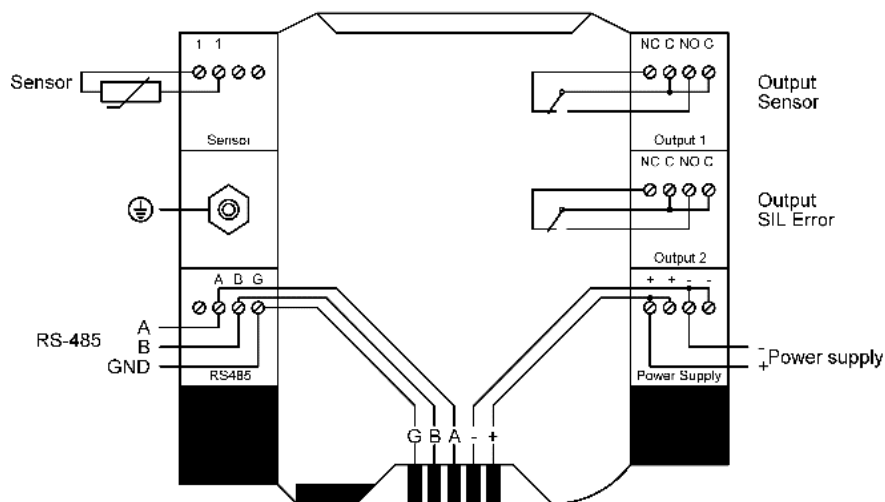 1 1
Sensor
Sensor
A B G
RS-485
A
B
GND
RS485
G B A - +
NC C NO C
Output
Sensor
Output 1
NC C NO C
Output
SIL Error
Output 2
+ + - -
-
+
Power supply
Power Supply